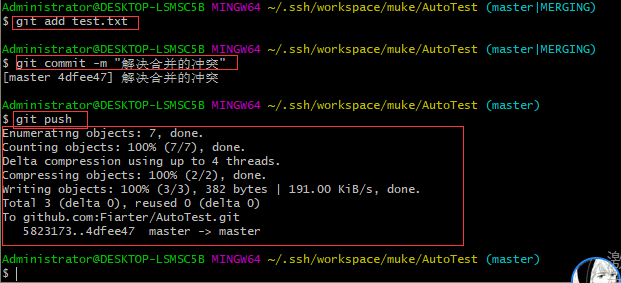 Administrator@DESKTOP-LSMSC5B MINGW64 ~/.ssh/workspace/muke/AutoTest (master|MERGING)
$ git add test.txt
Administrator@DESKTOP-LSMSC5B MINGW64 ~/.ssh/workspace/muke/AutoTest (master|MERGING)
$ git commit -m "解决合并的冲突"
[master 4dfee47] 解决合并的冲突
Administrator@DESKTOP-LSMSC5B MINGW64 ~/.ssh/workspace/muke/AutoTest (master)
$ git push
Enumerating objects: 7, done.
Counting objects: 100% (7/7), done.
Delta compression using up to 4 threads.
Compressing objects: 100% (2/2), done.
Writing objects: 100% (3/3), 382 bytes | 191.00 KiB/s, done.
Total 3 (delta 0), reused 0 (delta 0)
To github.com:Fiarter/AutoTest.git
5823173..4dfee47  master -> master
Administrator@DESKTOP-LSMSC5B MINGW64 ~/.ssh/workspace/muke/AutoTest (master)
$